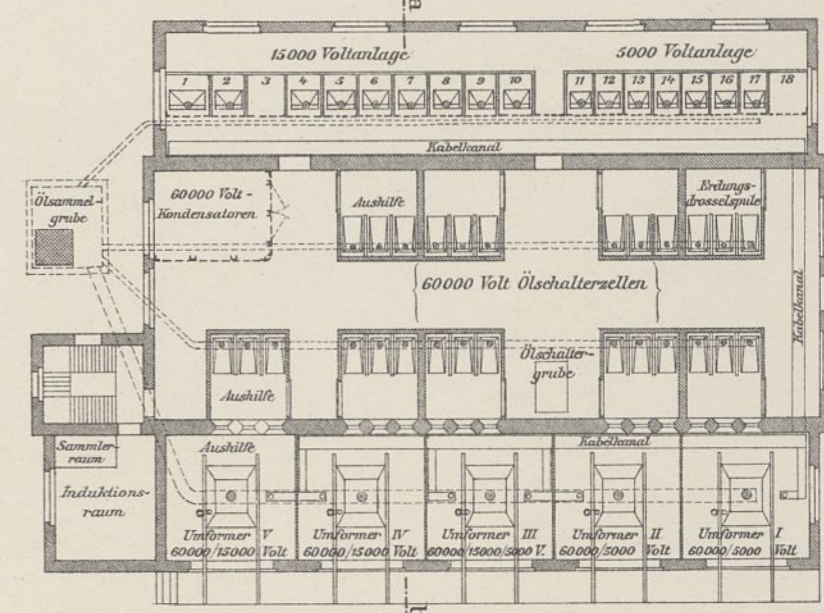 a
15000 Voltanlage
5000 Voltanlage
1 2 3 4 5 6 7 8 9 10
11 12 13 14 15 16 17 18
Kabelkanal
Ölsammel-
grube
60000 Volt -
Kondensatoren
Aushilfe
Erdungs-
drosselspule
60000 Volt Ölschalterzellen
Kabelkanal
Aushilfe
Ölschalter-
grube
Sammler-
raum
Induktions-
raum
Aushilfe
Kabelkanal
Umformer V
60000/15000 Volt
Umformer IV
60000/15000 Volt
Umformer III
60000/15000/5000 V.
Umformer II
60000/5000 Volt
Umformer I
60000/5000 Volt
b